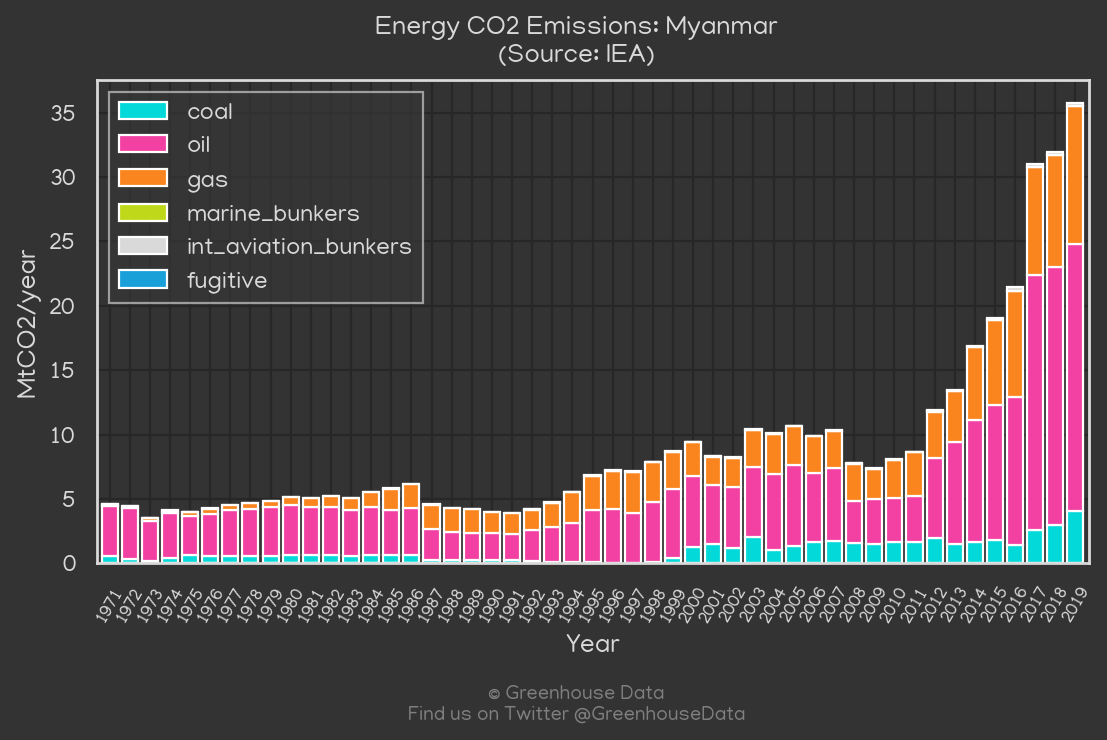 Energy CO2 Emissions: Myanmar
(Source: IEA)
coal
oil
gas
marine_bunkers
int_aviation_bunkers
fugitive
MtCO2/year
35
30
25
20
15
10
5
0
1971 1972 1973 1974 1975 1976 1977 1978 1979 1980 1981 1982 1983 1984 1985 1986 1987 1988 1989 1990 1991 1992 1993 1994 1995 1996 1997 1998 1999 2000 2001 2002 2003 2004 2005 2006 2007 2008 2009 2010 2011 2012 2013 2014 2015 2016 2017 2018 2019
Year
© Greenhouse Data
Find us on Twitter @GreenhouseData